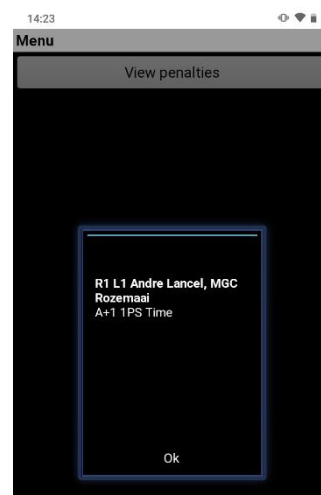 14:23
Menu
View penalties
R1 L1 Andre Lancel, MGC
Rozemaai
A+1 1PS Time
Ok